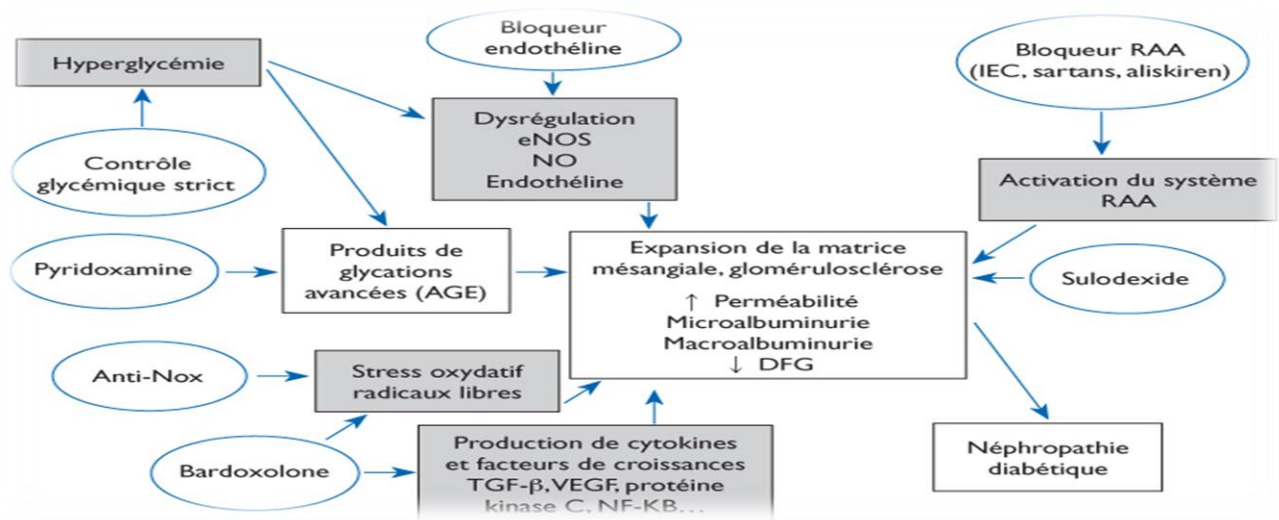 Bloqueur
endothéline
Hyperglycémie
Bloqueur RAA
(IEC, sartans, aliskiren)
Dysrégulation
eNOS
NO
Endothéline
Contrôle
glycémique strict
Activation du système
RAA
Pyridoxamine
Produits de
glycations
avancées (AGE)
Expansion de la matrice
mésangiale, glomérulosclérose
↑ Perméabilité
Microalbuminurie
Macroalbuminurie
↓ DFG
Sulodexide
Anti-Nox
Stress oxydatif
radicaux libres
Bardoxolone
Production de cytokines
et facteurs de croissances
TGF-β, VEGF, protéine
kinase C, NF-KB...
Néphropathie
diabétique